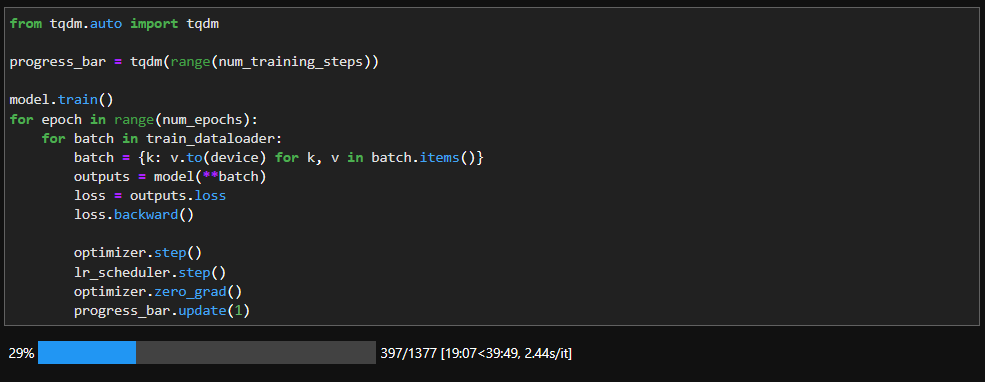 from tqdm.auto import tqdm
progress_bar = tqdm(range(num_training_steps))
model.train()
for epoch in range(num_epochs):
    for batch in train_dataloader:
        batch = {k: v.to(device) for k, v in batch.items()}
        outputs = model(**batch)
        loss = outputs.loss
        loss.backward()
        optimizer.step()
        lr_scheduler.step()
        optimizer.zero_grad()
        progress_bar.update(1)
29% 397/1377 [19:07<39:49, 2.44s/it]